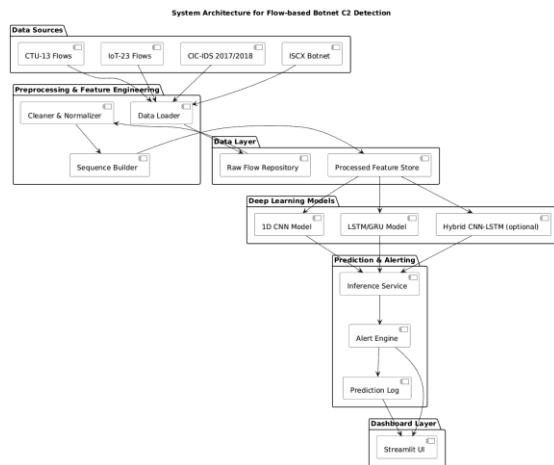 System Architecture for Flow-based Botnet C2 Detection
Data Sources
CTU-13 Flows
IoT-23 Flows
CIC-IDS 2017/2018
ISCX Botnet
Preprocessing & Feature Engineering
Cleaner & Normalizer
Data Loader
Sequence Builder
Data Layer
Raw Flow Repository
Processed Feature Store
Deep Learning Models
1D CNN Model
LSTM/GRU Model
Hybrid CNN-LSTM (optional)
Prediction & Alerting
Inference Service
Alert Engine
Prediction Log
Dashboard Layer
Streamlit UI